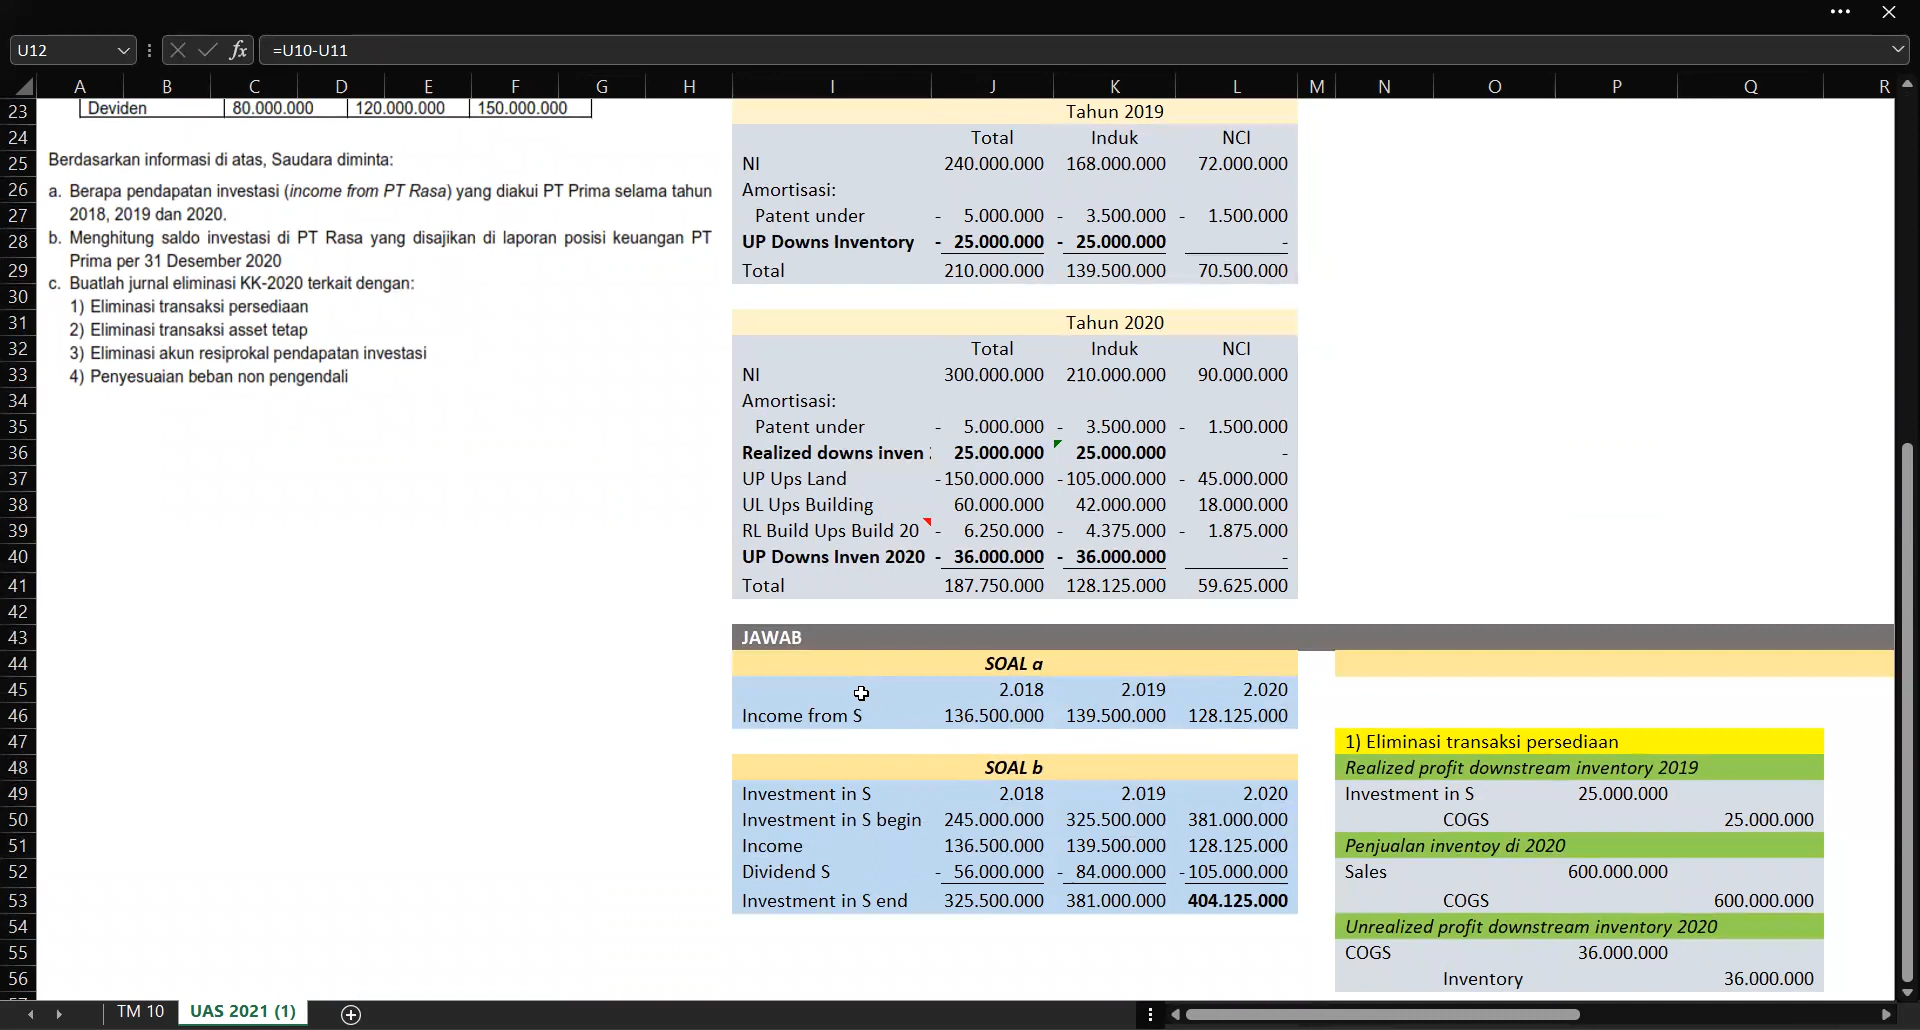 U12
fx
=U10-U11
A B C D E F G H I J K L M N O P Q R
23 Deviden 80.000.000 120.000.000 150.000.000 Tahun 2019
24 Total Induk NCI
25 Berdasarkan informasi di atas, Saudara diminta: NI 240.000.000 168.000.000 72.000.000
26 a. Berapa pendapatan investasi (income from PT Rasa) yang diakui PT Prima selama tahun Amortisasi:
27 2018, 2019 dan 2020. Patent under - 5.000.000 - 3.500.000 - 1.500.000
28 b. Menghitung saldo investasi di PT Rasa yang disajikan di laporan posisi keuangan PT UP Downs Inventory - 25.000.000 - 25.000.000 -
29 Prima per 31 Desember 2020 Total 210.000.000 139.500.000 70.500.000
30 c. Buatlah jurnal eliminasi KK-2020 terkait dengan:
1) Eliminasi transaksi persediaan
31 2) Eliminasi transaksi asset tetap Tahun 2020
32 3) Eliminasi akun resiprokal pendapatan investasi Total Induk NCI
33 4) Penyesuaian beban non pengendali NI 300.000.000 210.000.000 90.000.000
34 Amortisasi:
35 Patent under - 5.000.000 - 3.500.000 - 1.500.000
36 Realized downs inven 25.000.000 25.000.000 -
37 UP Ups Land -150.000.000 -105.000.000 - 45.000.000
38 UL Ups Building 60.000.000 42.000.000 18.000.000
39 RL Build Ups Build 20 - 6.250.000 - 4.375.000 - 1.875.000
40 UP Downs Inven 2020 - 36.000.000 - 36.000.000 -
41 Total 187.750.000 128.125.000 59.625.000
42
43 JAWAB
44 SOAL a
45 2.018 2.019 2.020
46 Income from S 136.500.000 139.500.000 128.125.000
47 1) Eliminasi transaksi persediaan
48 SOAL b Realized profit downstream inventory 2019
49 Investment in S 2.018 2.019 2.020 Investment in S 25.000.000
50 Investment in S begin 245.000.000 325.500.000 381.000.000 COGS 25.000.000
51 Income 136.500.000 139.500.000 128.125.000 Penjualan inventoy di 2020
52 Dividend S - 56.000.000 - 84.000.000 -105.000.000 Sales 600.000.000
53 Investment in S end 325.500.000 381.000.000 404.125.000 COGS 600.000.000
54 Unrealized profit downstream inventory 2020
55 COGS 36.000.000
56 Inventory 36.000.000
TM 10 UAS 2021 (1)